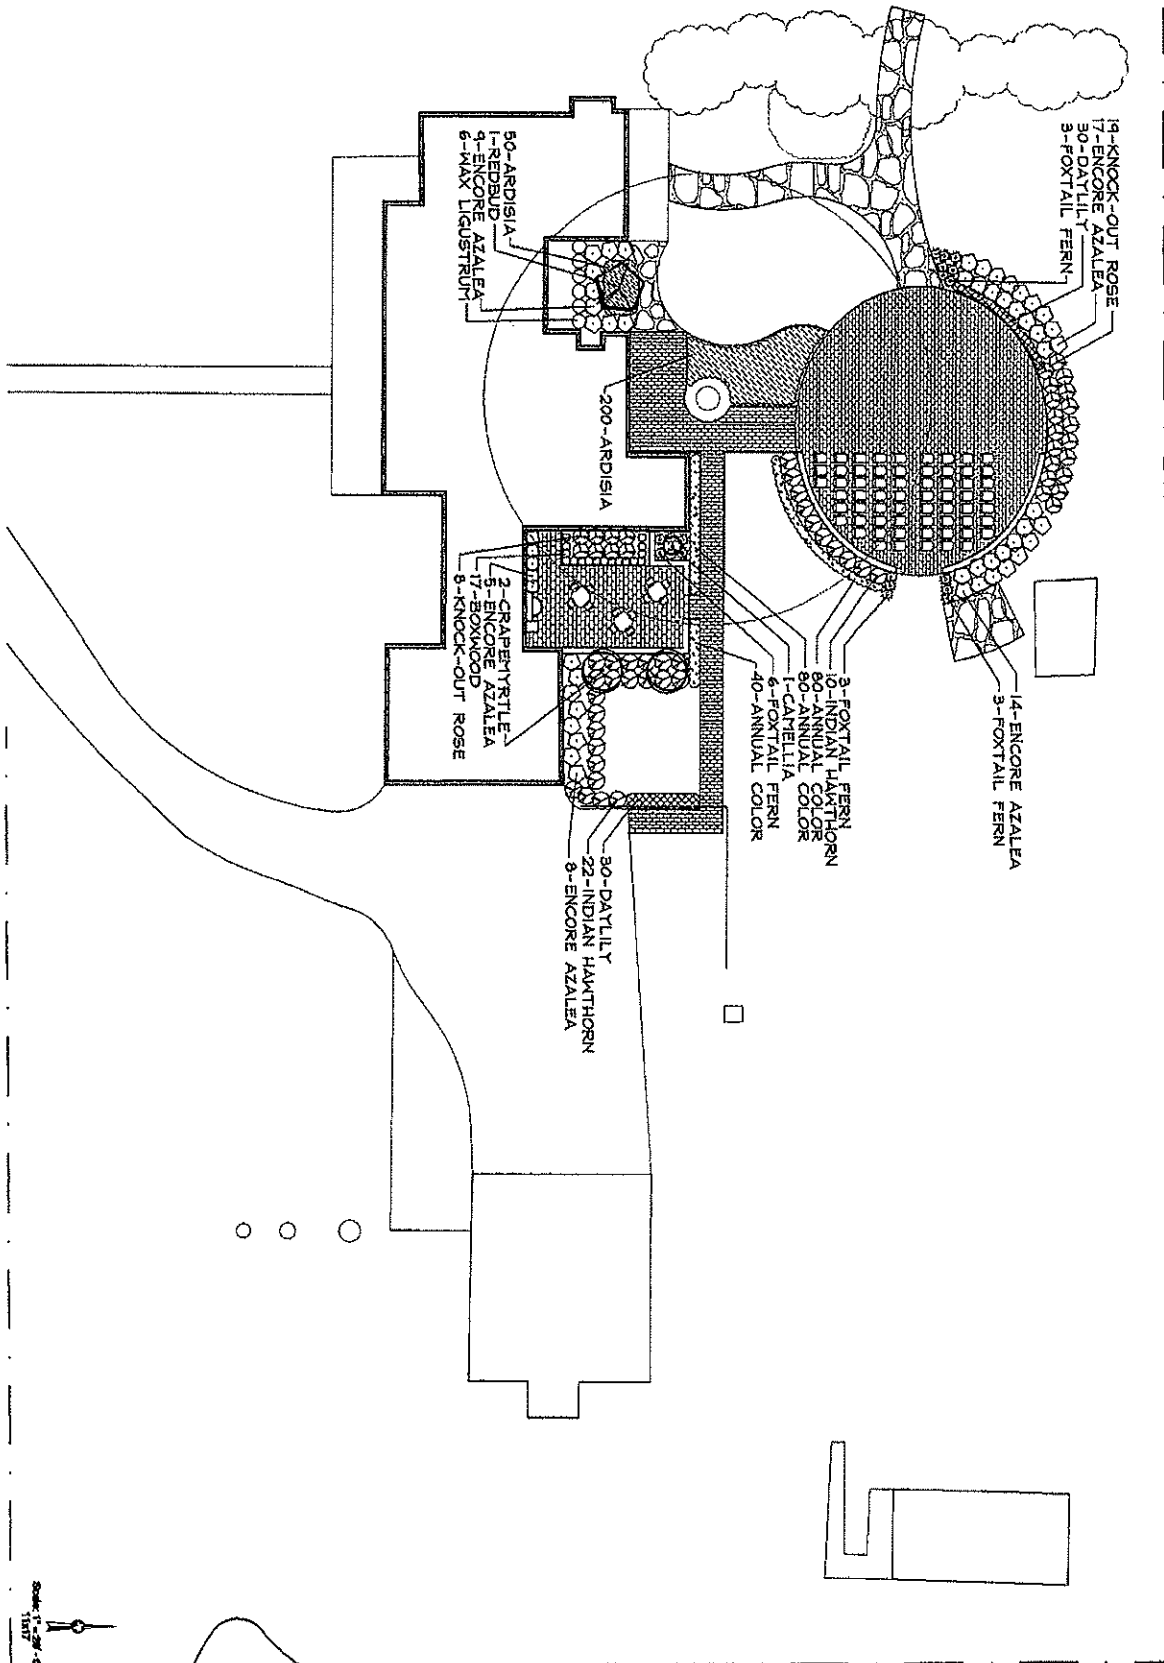 19-KNOCK-OUT ROSE
17-ENCORE AZALEA
30-DAYLILY
3-FOXTAIL FERN
50-ARDISIA
1-REDBUD
9-ENCORE AZALEA
6-WAX LIGUSTRUM
200-ARDISIA
14-ENCORE AZALEA
3-FOXTAIL FERN
3-FOXTAIL FERN
10-INDIAN HAWTHORN
80-ANNUAL COLOR
80-ANNUAL COLOR
1-CAMELLIA
6-FOXTAIL FERN
40-ANNUAL COLOR
2-CRAPEMYRTLE
5-ENCORE AZALEA
17-BOXWOOD
8-KNOCK-OUT ROSE
30-DAYLILY
22-INDIAN HAWTHORN
8-ENCORE AZALEA
Scale: 1" =
11x17